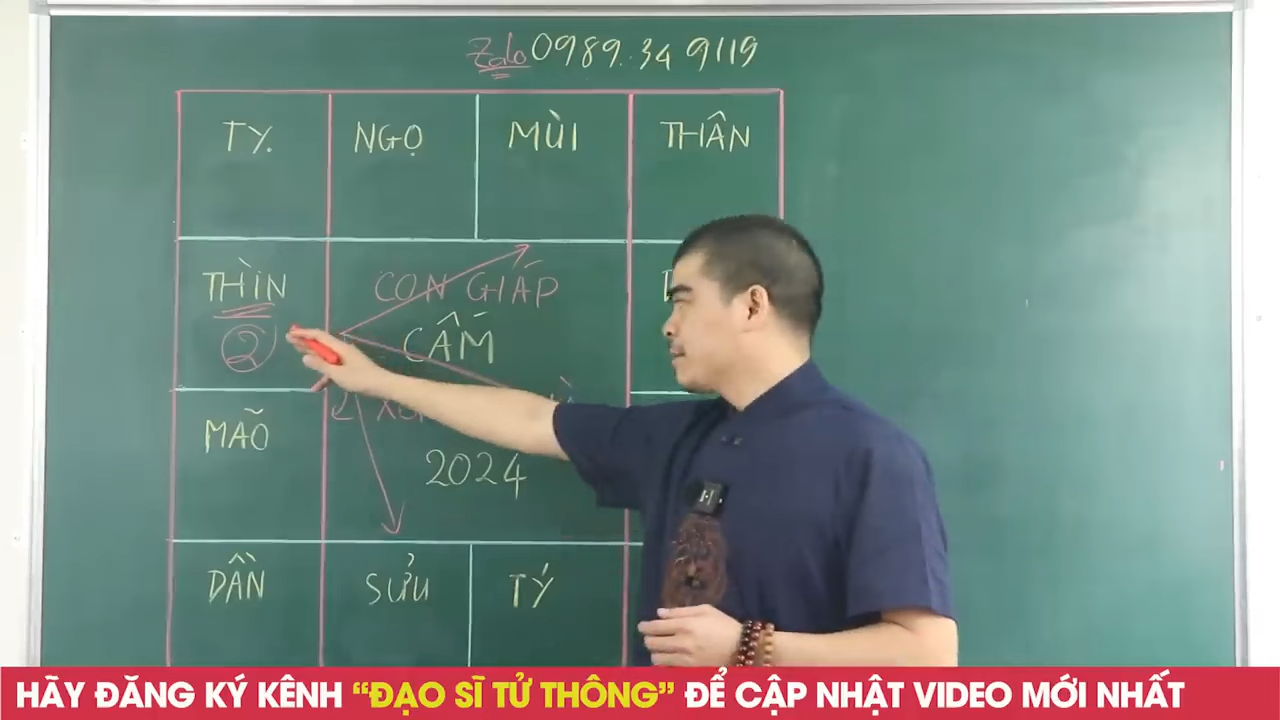 Zalo 0989.34 9119
TỴ. NGỌ MÙI THÂN
THÌN
②
CON GIÁP
CẤM
2
2024
MÃO
DẦN SỬU TÝ
HÃY ĐĂNG KÝ KÊNH “ĐẠO SĨ TỬ THÔNG” ĐỂ CẬP NHẬT VIDEO MỚI NHẤT